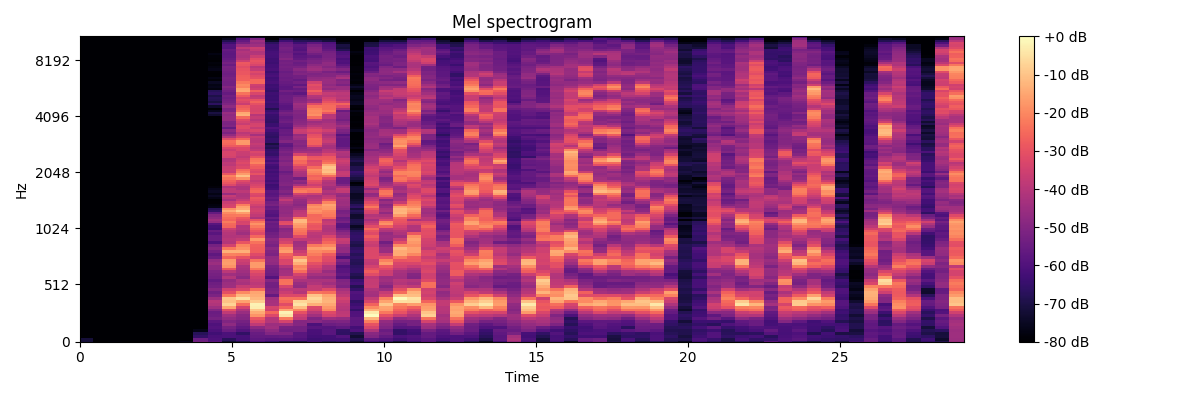 Mel spectrogram
8192
4096
2048
1024
512
0
Hz
0 5 10 15 20 25
Time
+0 dB
-10 dB
-20 dB
-30 dB
-40 dB
-50 dB
-60 dB
-70 dB
-80 dB